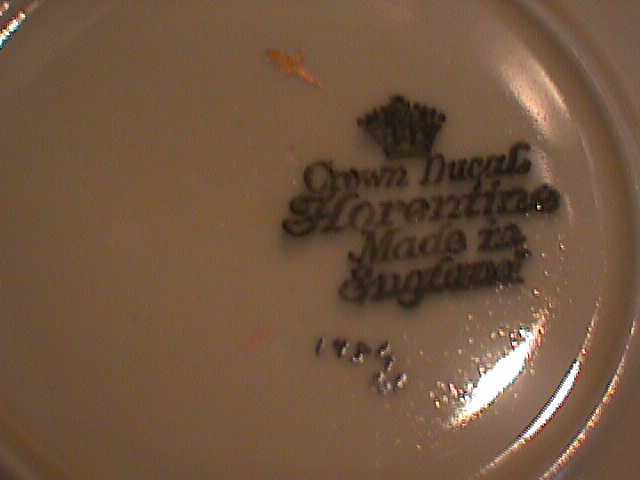 Crown Ducal
Florentine
Made in
England